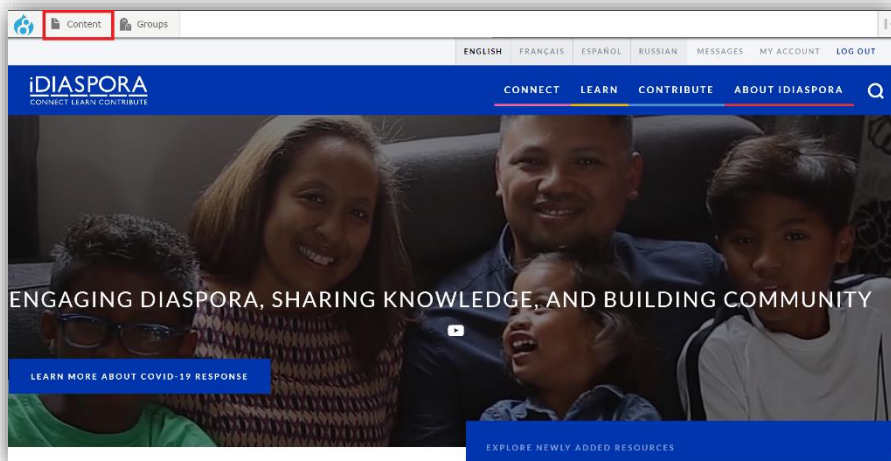 Content Groups
ENGLISH FRANÇAIS ESPAÑOL RUSSIAN MESSAGES MY ACCOUNT LOG OUT
iDIASPORA
CONNECT LEARN CONTRIBUTE
CONNECT LEARN CONTRIBUTE ABOUT IDIASPORA
ENGAGING DIASPORA, SHARING KNOWLEDGE, AND BUILDING COMMUNITY
LEARN MORE ABOUT COVID-19 RESPONSE
EXPLORE NEWLY ADDED RESOURCES